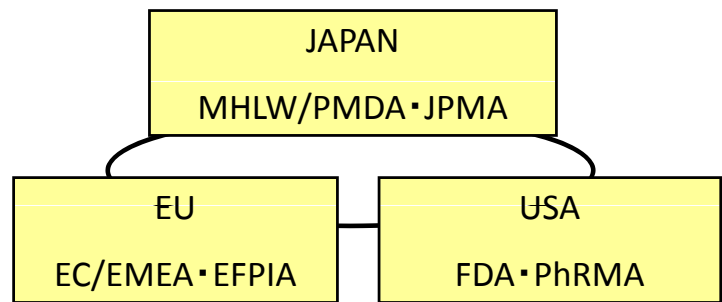 JAPAN
MHLW/PMDA・JPMA
EU
EC/EMEA・EFPIA
USA
FDA・PhRMA